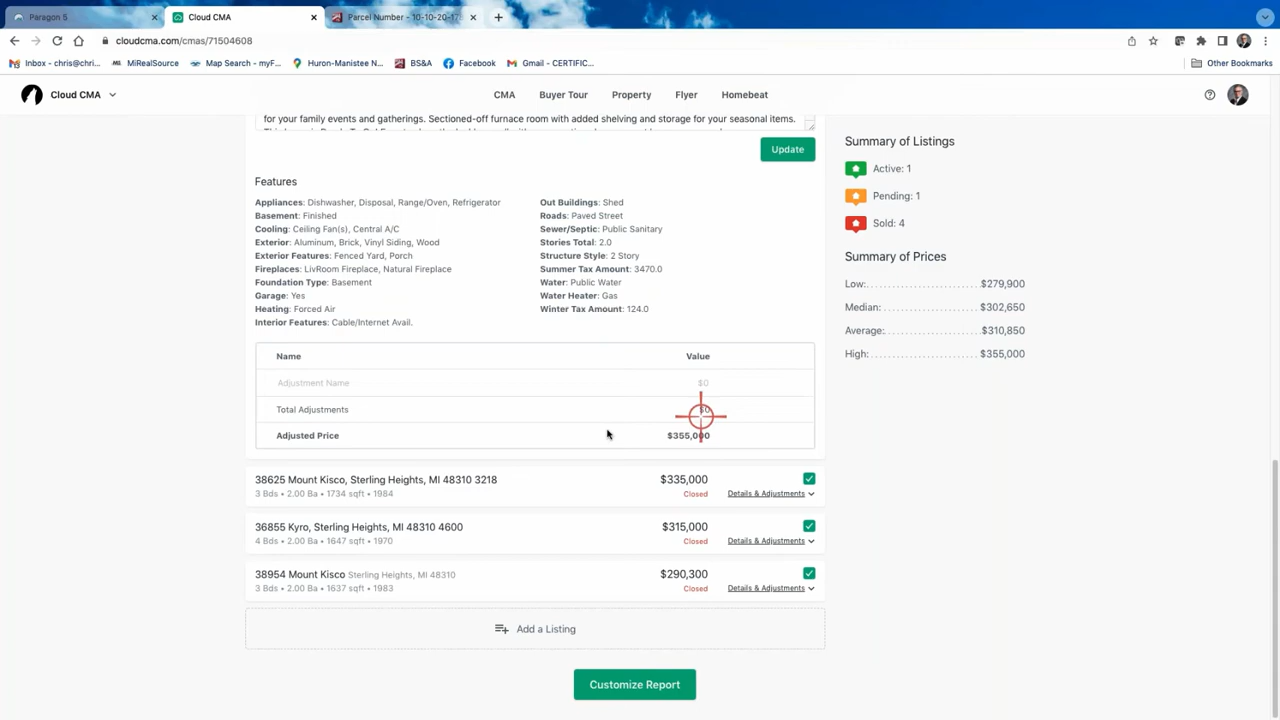 Paragon 5
Cloud CMA
Parcel Number - 10-10-20-17
cloudcma.com/cmas/71504608
Inbox - chris@chri...
MiRealSource
Map Search - myF...
Huron-Manistee N...
BS&A
Facebook
Gmail - CERTIFIC...
Other Bookmarks
Cloud CMA
CMA
Buyer Tour
Property
Flyer
Homebeat
for your family events and gatherings. Sectioned-off furnace room with added shelving and storage for your seasonal items.
Update
Features
Appliances: Dishwasher, Disposal, Range/Oven, Refrigerator
Basement: Finished
Cooling: Ceiling Fan(s), Central A/C
Exterior: Aluminum, Brick, Vinyl Siding, Wood
Exterior Features: Fenced Yard, Porch
Fireplaces: LivRoom Fireplace, Natural Fireplace
Foundation Type: Basement
Garage: Yes
Heating: Forced Air
Interior Features: Cable/Internet Avail.
Out Buildings: Shed
Roads: Paved Street
Sewer/Septic: Public Sanitary
Stories Total: 2.0
Structure Style: 2 Story
Summer Tax Amount: 3470.0
Water: Public Water
Water Heater: Gas
Winter Tax Amount: 124.0
Name Value
Adjustment Name $0
Total Adjustments $0
Adjusted Price $355,000
38625 Mount Kisco, Sterling Heights, MI 48310 3218 $335,000
3 Bds • 2.00 Ba • 1734 sqft • 1984 Closed Details & Adjustments
36855 Kyro, Sterling Heights, MI 48310 4600 $315,000
4 Bds • 2.00 Ba • 1647 sqft • 1970 Closed Details & Adjustments
38954 Mount Kisco Sterling Heights, MI 48310 $290,300
3 Bds • 2.00 Ba • 1637 sqft • 1983 Closed Details & Adjustments
Add a Listing
Customize Report
Summary of Listings
Active: 1
Pending: 1
Sold: 4
Summary of Prices
Low: $279,900
Median: $302,650
Average: $310,850
High: $355,000